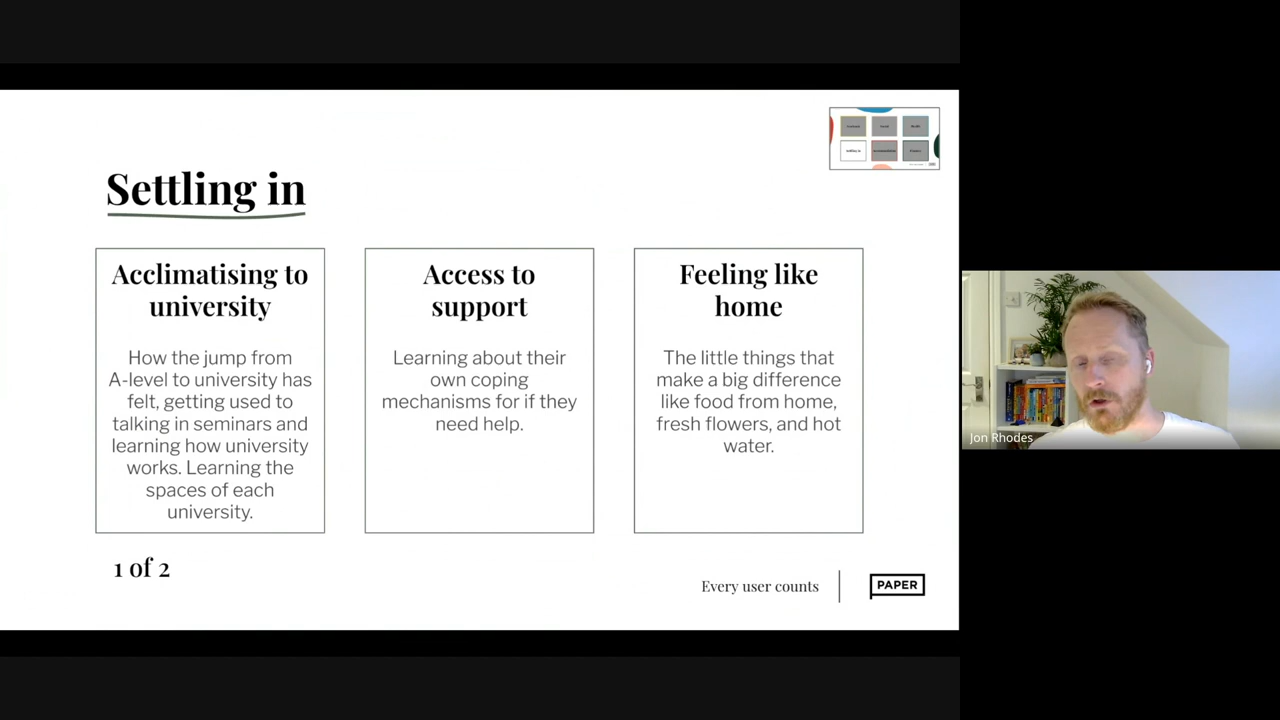 Settling in
Acclimatising to
university
How the jump from
A-level to university has
felt, getting used to
talking in seminars and
learning how university
works. Learning the
spaces of each
university.
Access to
support
Learning about their
own coping
mechanisms for if they
need help.
Feeling like
home
The little things that
make a big difference
like food from home,
fresh flowers, and hot
water.
1 of 2
Every user counts
PAPER
Jon Rhodes